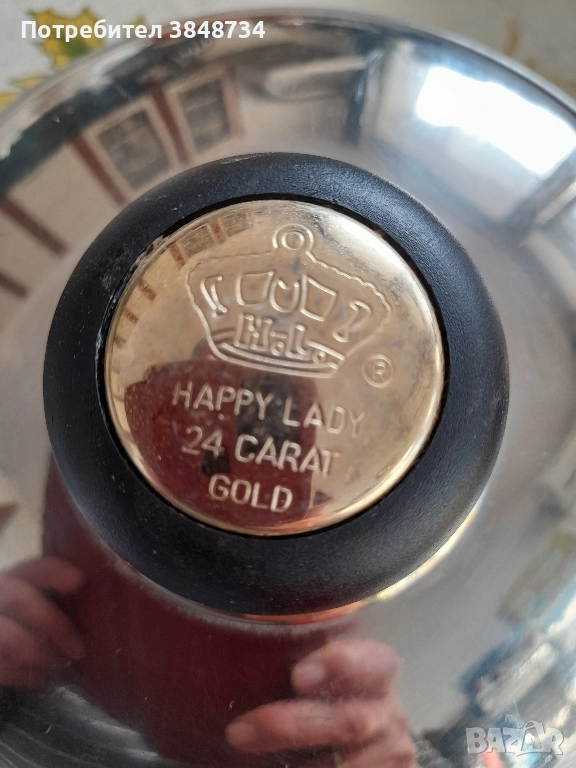 Потребител 3848734
H.L.
®
HAPPY LADY
24 CARAT
GOLD
BAZAR